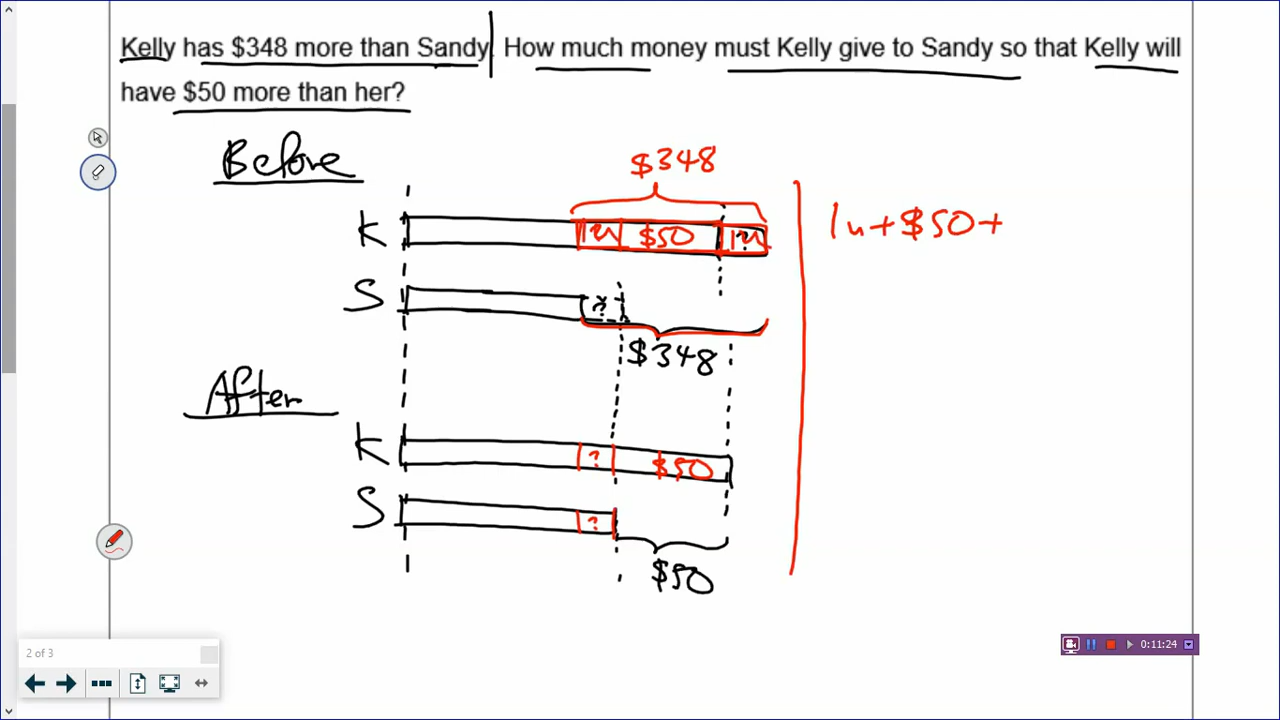 Kelly has $348 more than Sandy. How much money must Kelly give to Sandy so that Kelly will
have $50 more than her?
Before
$348
K 1u $50 1u
1u + $50 +
S ?
$348
After
K ? $50
S ?
$50
0:11:24
2 of 3